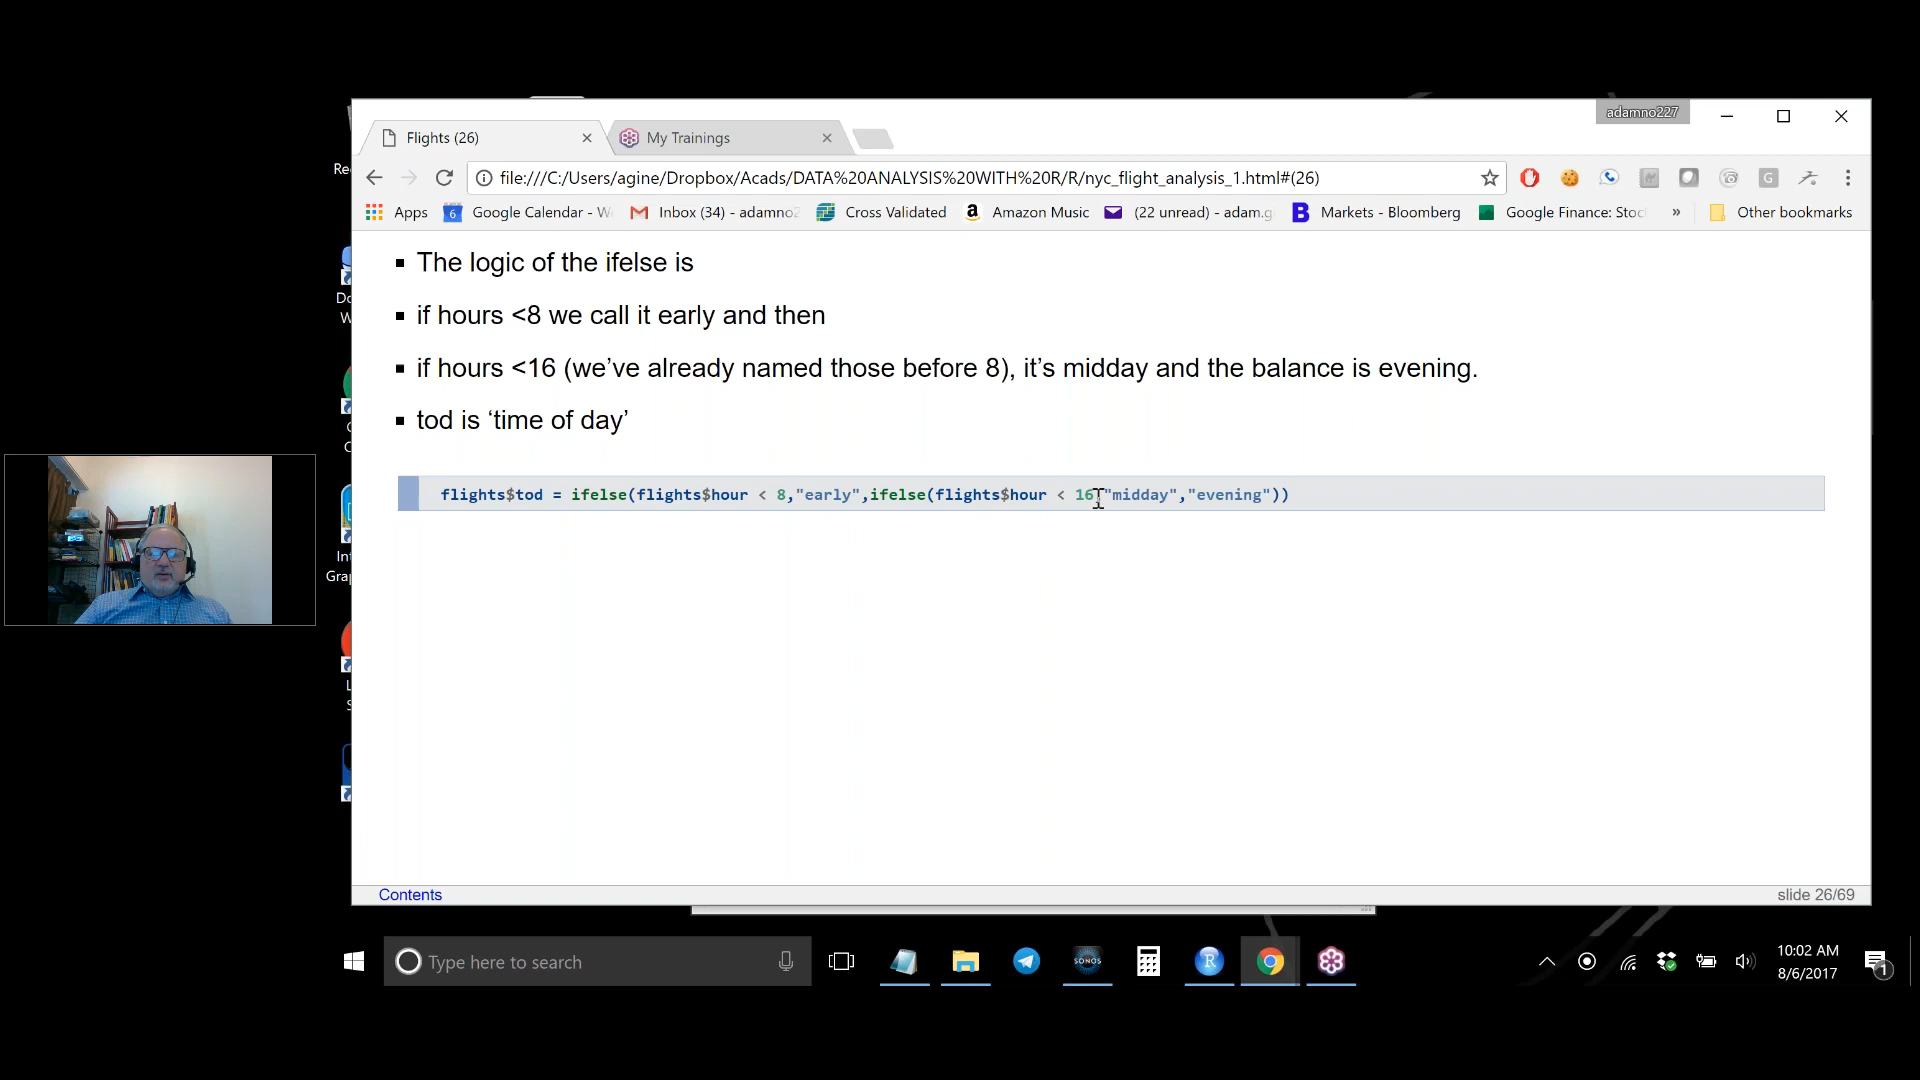 adamno227
Flights (26)
My Trainings
file:///C:/Users/agine/Dropbox/Acads/DATA%20ANALYSIS%20WITH%20R/R/nyc_flight_analysis_1.html#(26)
Apps
6
Google Calendar - W
Inbox (34) - adamno2
Cross Validated
Amazon Music
(22 unread) - adam.g
Markets - Bloomberg
Google Finance: Stoc
»
Other bookmarks
▪ The logic of the ifelse is
▪ if hours <8 we call it early and then
▪ if hours <16 (we’ve already named those before 8), it’s midday and the balance is evening.
▪ tod is ‘time of day’
flights$tod = ifelse(flights$hour < 8,"early",ifelse(flights$hour < 16,"midday","evening"))
Contents
slide 26/69
Type here to search
SONOS
R
10:02 AM
8/6/2017
1